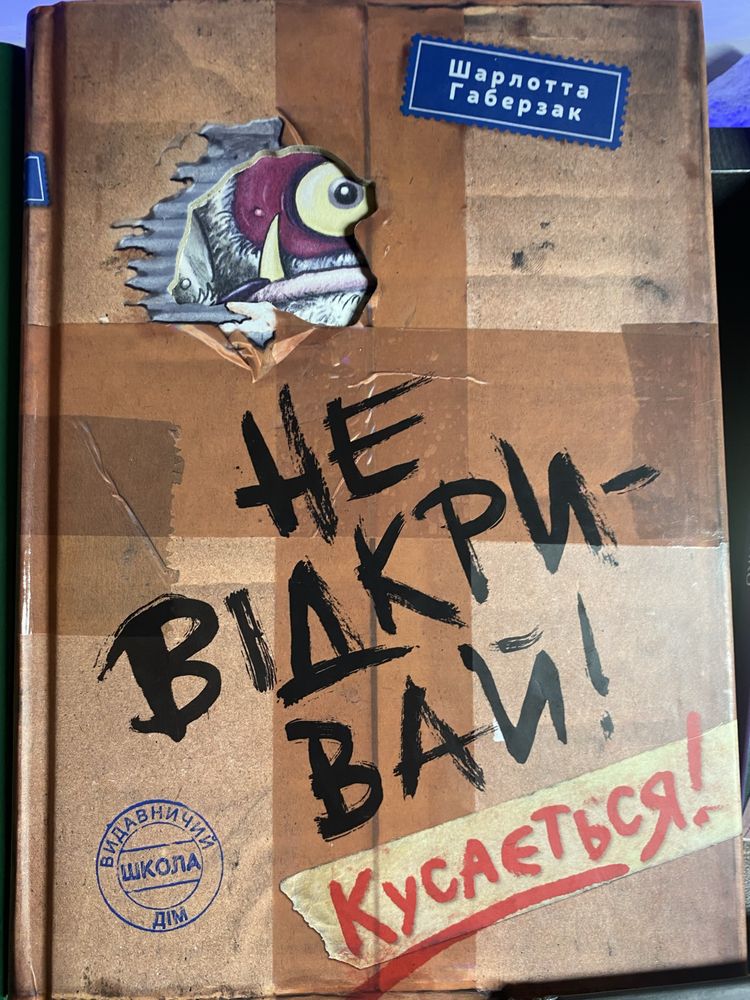 Шарлотта
Габерзак
НЕ
ВІДКРИ-
ВАЙ!
Кусається!
ВИДАВНИЧИЙ
ШКОЛА
ДІМ